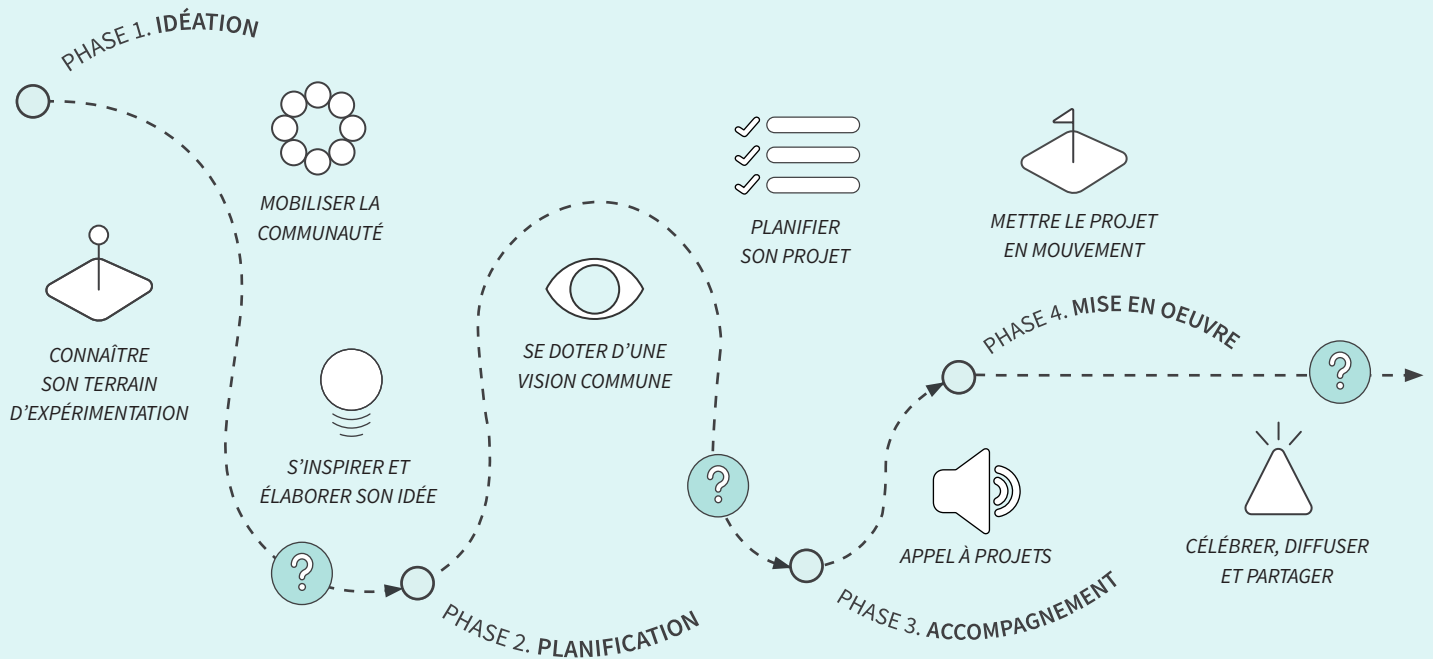 PHASE 1. IDÉATION
MOBILISER LA
COMMUNAUTÉ
CONNAÎTRE
SON TERRAIN
D’EXPÉRIMENTATION
S’INSPIRER ET
ÉLABORER SON IDÉE
?
PHASE 2. PLANIFICATION
SE DOTER D’UNE
VISION COMMUNE
PLANIFIER
SON PROJET
?
PHASE 3. ACCOMPAGNEMENT
APPEL À PROJETS
PHASE 4. MISE EN OEUVRE
METTRE LE PROJET
EN MOUVEMENT
?
CÉLÉBRER, DIFFUSER
ET PARTAGER